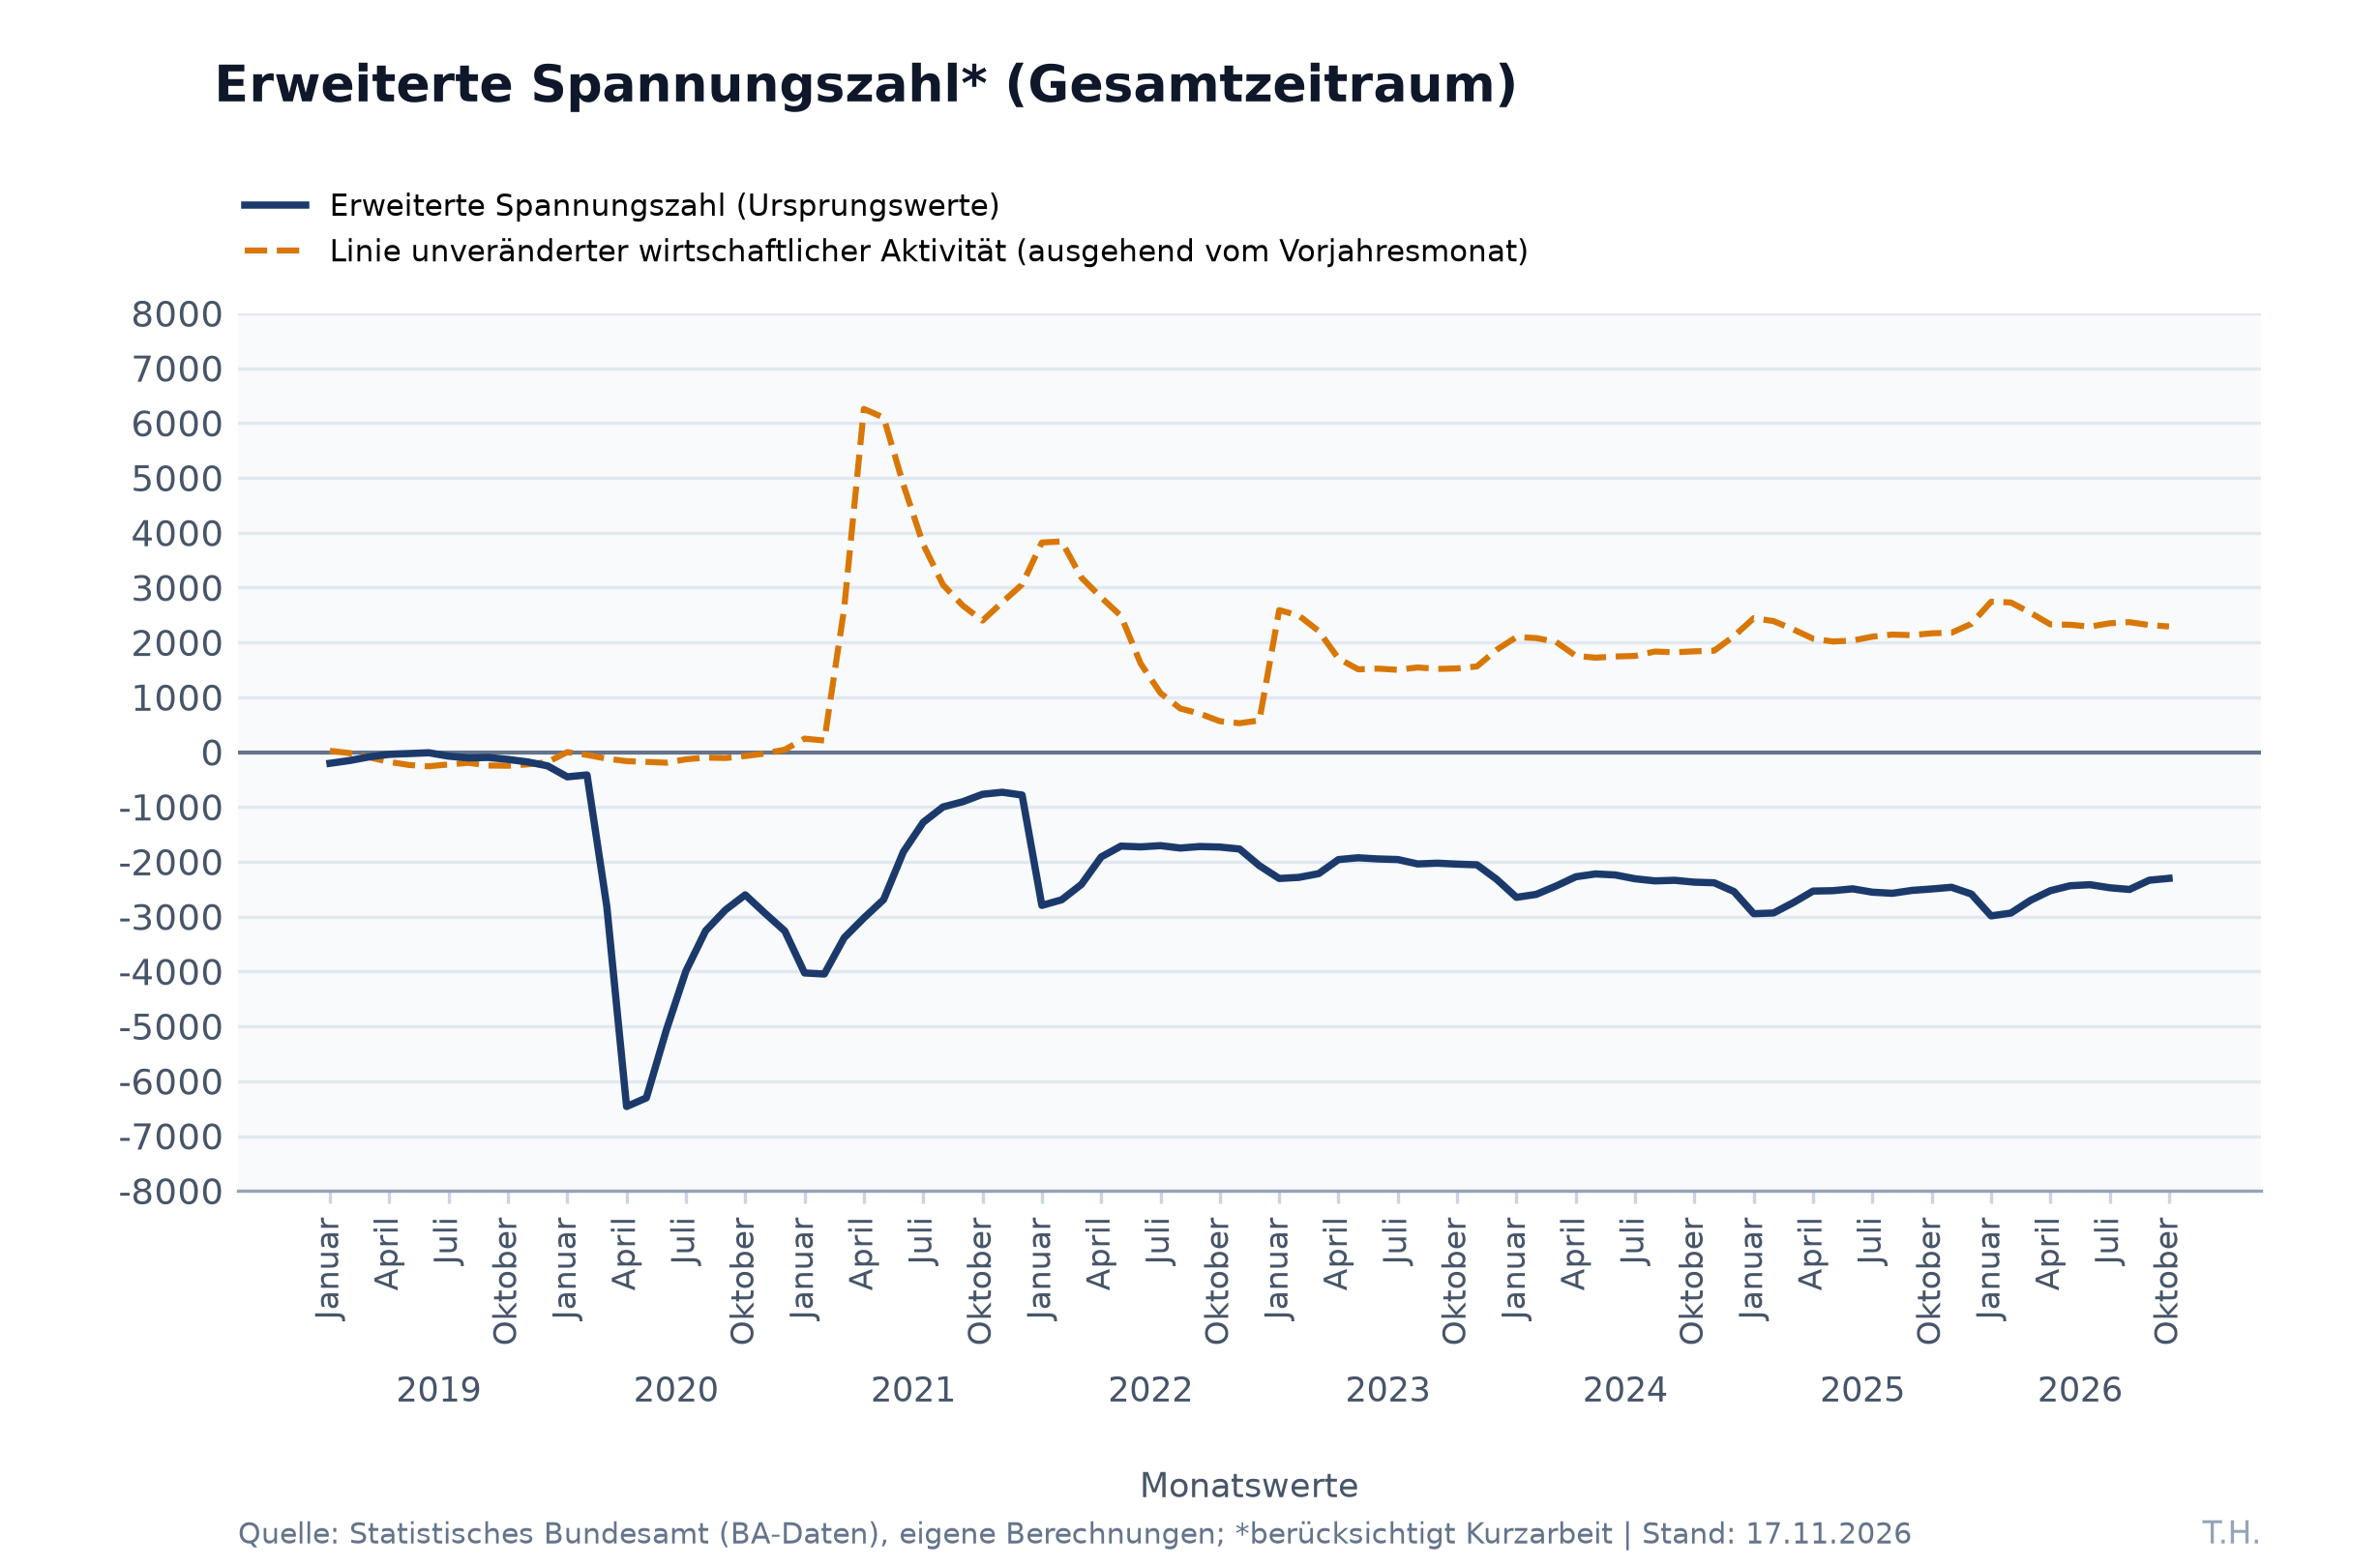 Erweiterte Spannungszahl* (Gesamtzeitraum)
Erweiterte Spannungszahl (Ursprungswerte)
Linie unveränderter wirtschaftlicher Aktivität (ausgehend vom Vorjahresmonat)
8000
7000
6000
5000
4000
3000
2000
1000
0
-1000
-2000
-3000
-4000
-5000
-6000
-7000
-8000
Januar April Juli Oktober Januar April Juli Oktober Januar April Juli Oktober Januar April Juli Oktober Januar April Juli Oktober Januar April Juli Oktober Januar April Juli Oktober Januar April Juli Oktober
2019 2020 2021 2022 2023 2024 2025 2026
Monatswerte
Quelle: Statistisches Bundesamt (BA-Daten), eigene Berechnungen; *berücksichtigt Kurzarbeit | Stand: 17.11.2026 T.H.